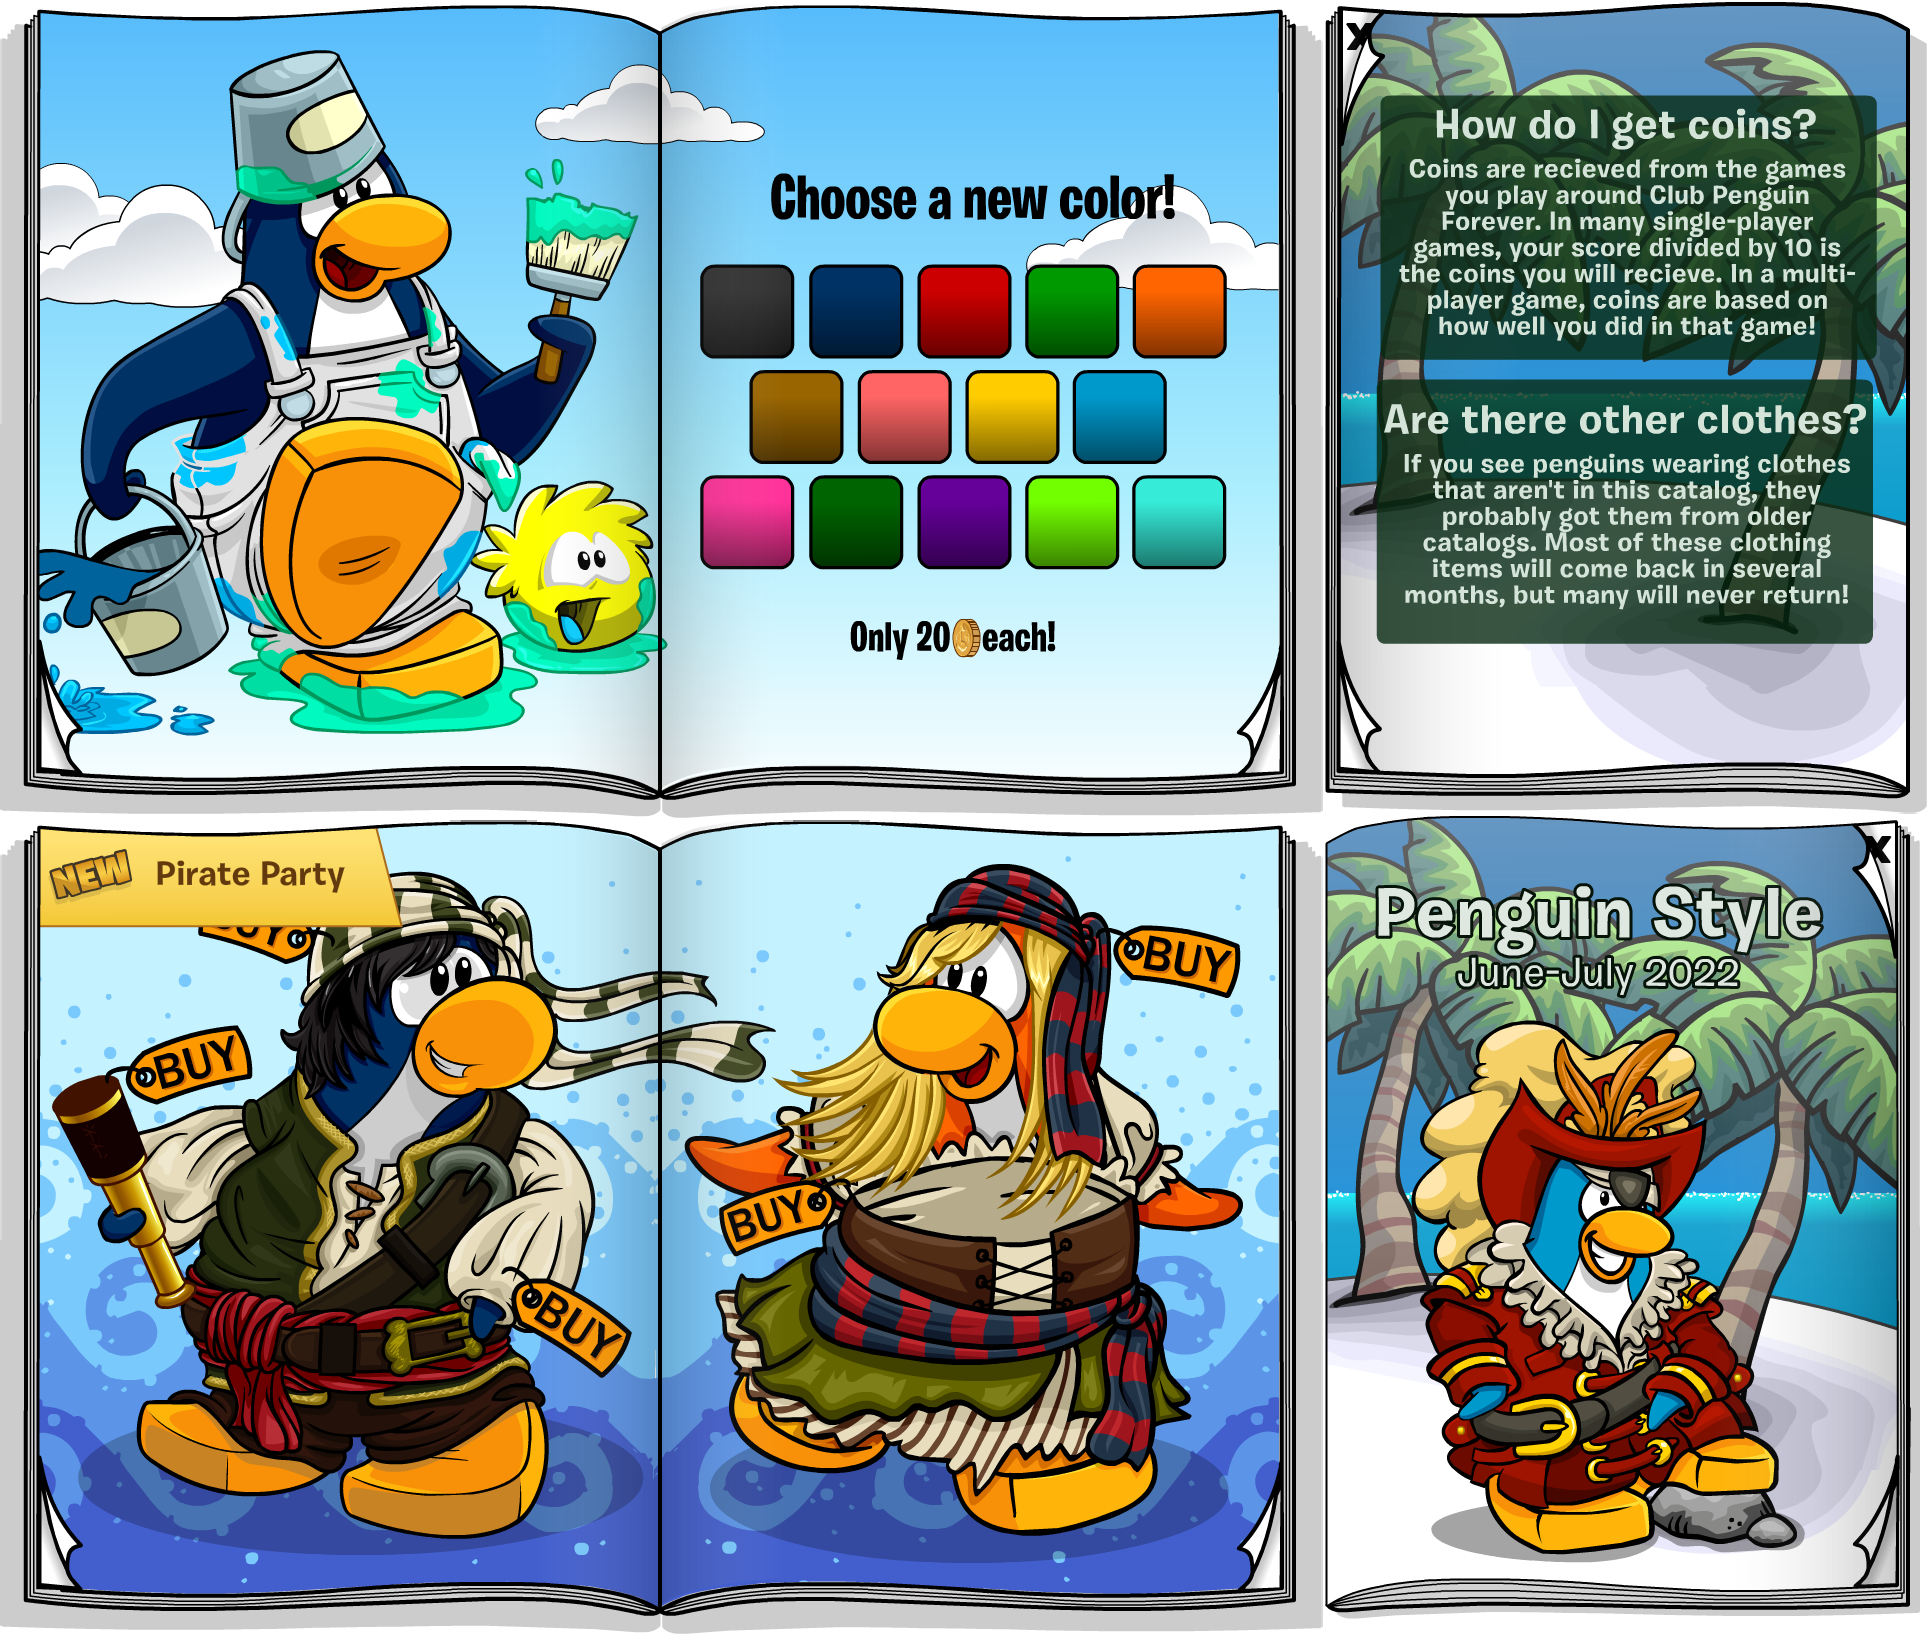 Choose a new color!
Only 20 each!
X
How do I get coins?
Coins are recieved from the games
you play around Club Penguin
Forever. In many single-player
games, your score divided by 10 is
the coins you will recieve. In a multi-
player game, coins are based on
how well you did in that game!
Are there other clothes?
If you see penguins wearing clothes
that aren't in this catalog, they
probably got them from older
catalogs. Most of these clothing
items will come back in several
months, but many will never return!
NEW Pirate Party
BUY
BUY
BUY
BUY
BUY
X
Penguin Style
June-July 2022